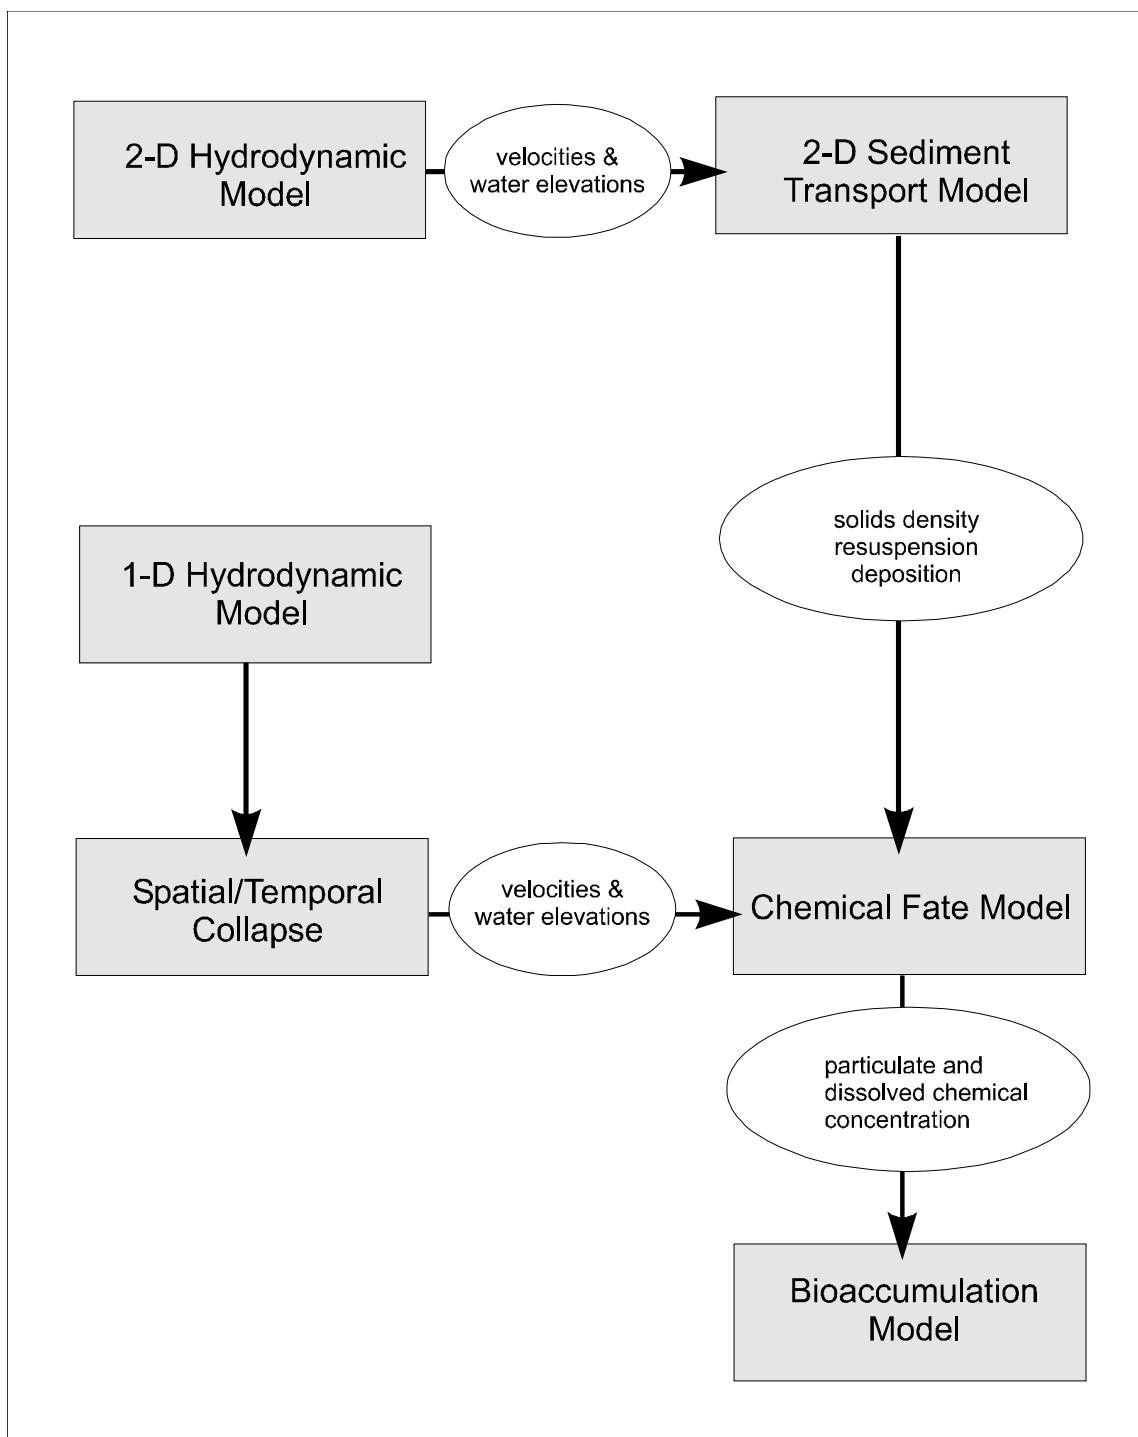 2-D Hydrodynamic
Model
velocities &
water elevations
2-D Sediment
Transport Model
solids density
resuspension
deposition
1-D Hydrodynamic
Model
Spatial/Temporal
Collapse
velocities &
water elevations
Chemical Fate Model
particulate and
dissolved chemical
concentration
Bioaccumulation
Model